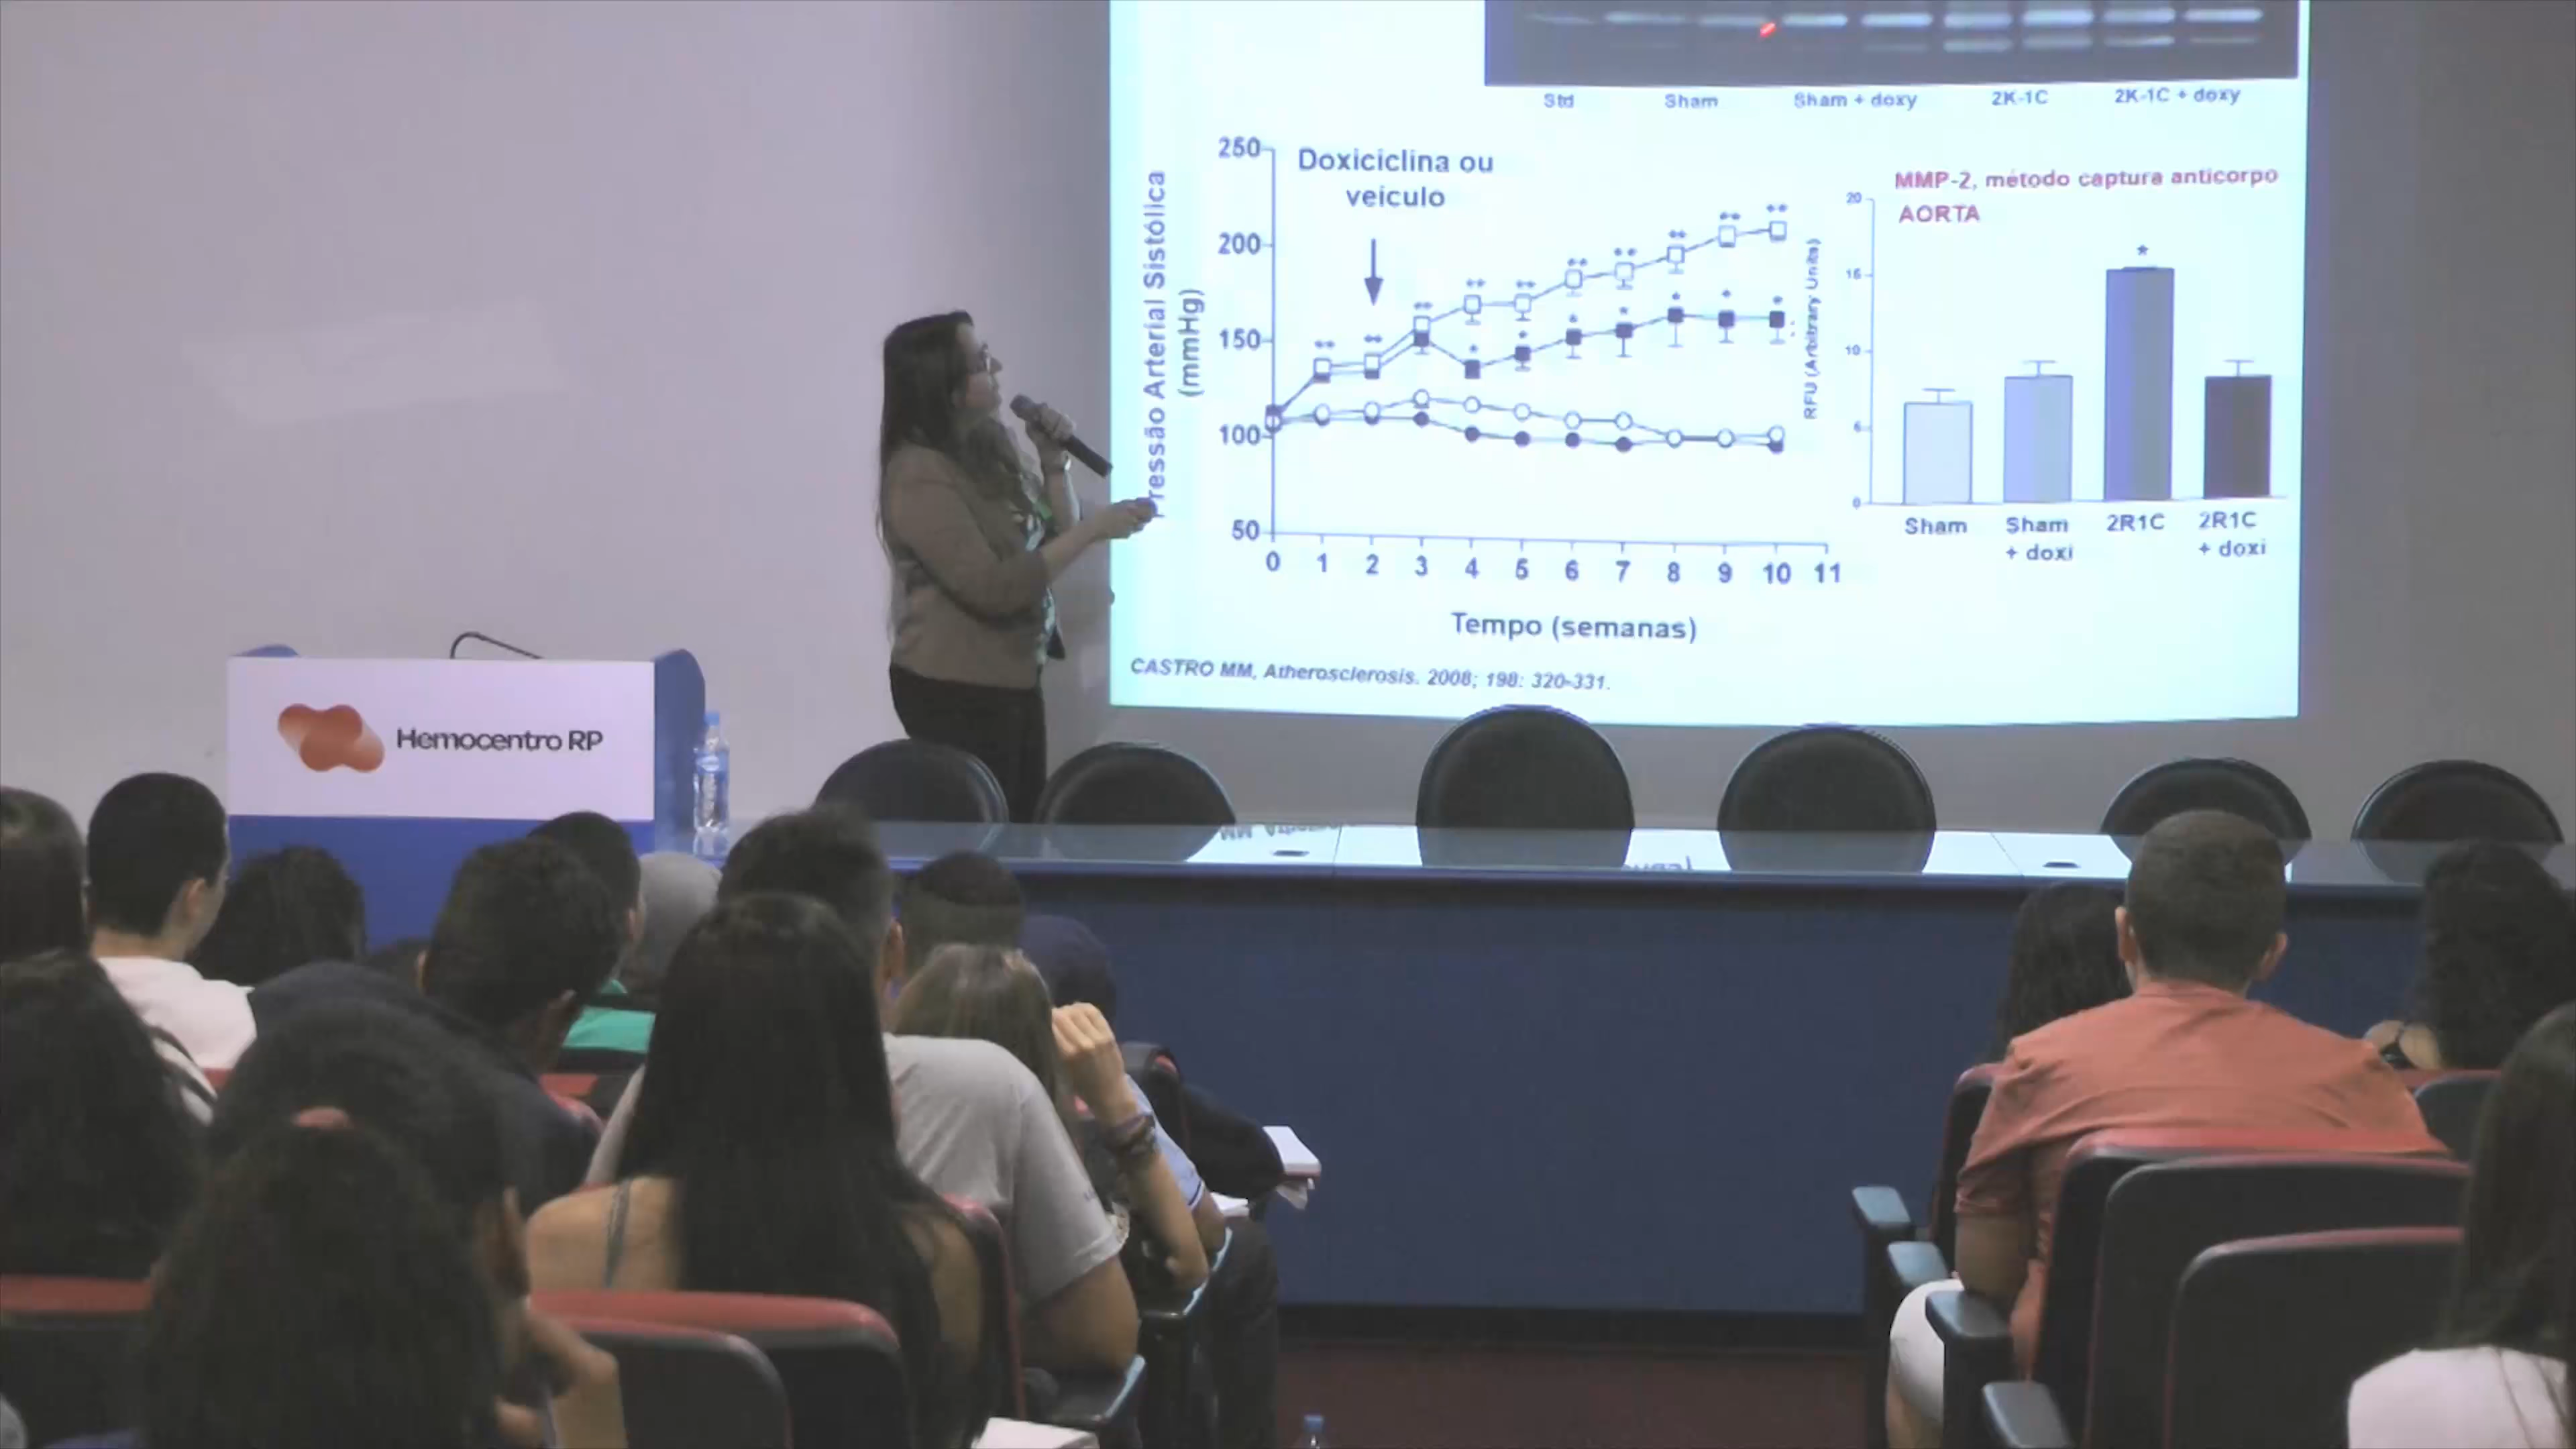 Std Sham Sham + doxy 2K-1C 2K-1C + doxy
250
200
150
100
50
Doxiciclina ou
veículo
Pressão Arterial Sistólica
(mmHg)
0 1 2 3 4 5 6 7 8 9 10 11
Tempo (semanas)
MMP-2, método captura anticorpo
AORTA
RFU (Arbitrary Units)
20
15
10
5
0
Sham Sham 2R1C 2R1C
+ doxi + doxi
CASTRO MM, Atherosclerosis. 2008; 198: 320-331.
Hemocentro RP